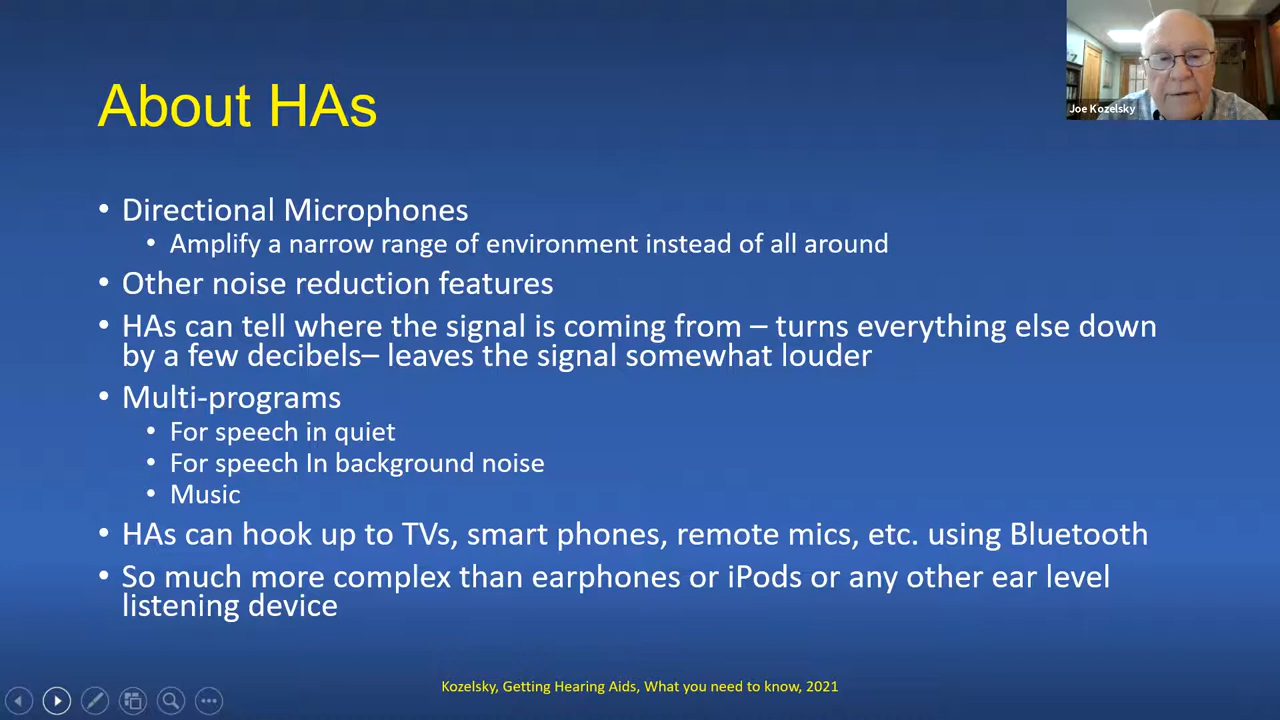 About HAs
Joe Kozelsky
• Directional Microphones
• Amplify a narrow range of environment instead of all around
• Other noise reduction features
• HAs can tell where the signal is coming from – turns everything else down
by a few decibels– leaves the signal somewhat louder
• Multi-programs
• For speech in quiet
• For speech In background noise
• Music
• HAs can hook up to TVs, smart phones, remote mics, etc. using Bluetooth
• So much more complex than earphones or iPods or any other ear level
listening device
Kozelsky, Getting Hearing Aids, What you need to know, 2021